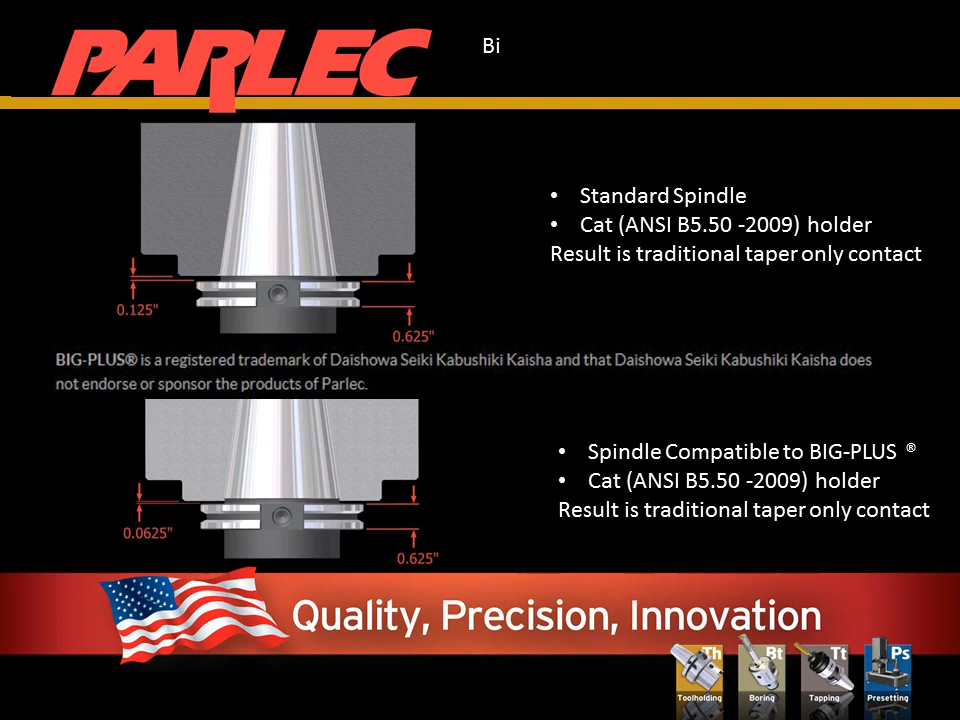 PARLEC
Bi
• Standard Spindle
• Cat (ANSI B5.50 -2009) holder
Result is traditional taper only contact
0.125"
0.625"
BIG-PLUS® is a registered trademark of Daishowa Seiki Kabushiki Kaisha and that Daishowa Seiki Kabushiki Kaisha does
not endorse or sponsor the products of Parlec.
• Spindle Compatible to BIG-PLUS ®
• Cat (ANSI B5.50 -2009) holder
Result is traditional taper only contact
0.0625"
0.625"
Quality, Precision, Innovation
Th
Toolholding
Bt
Boring
Tt
Tapping
Ps
Presetting